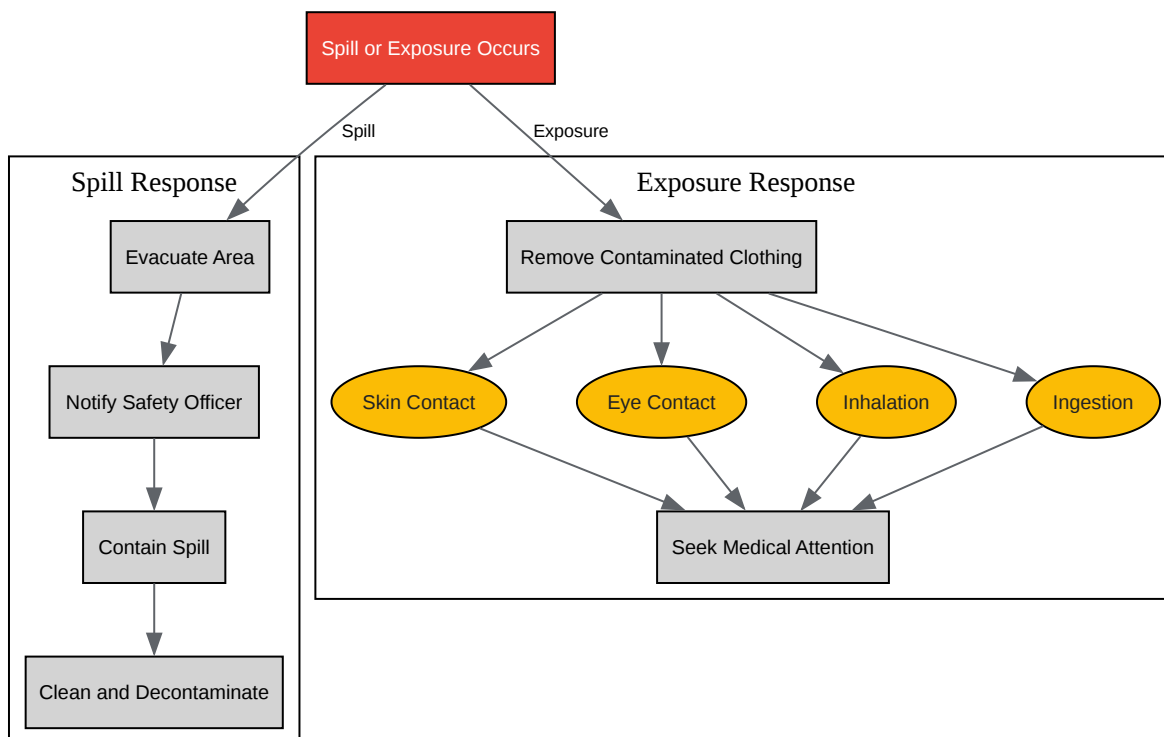 Spill or Exposure Occurs
Spill
Exposure
Spill Response
Evacuate Area
Notify Safety Officer
Contain Spill
Clean and Decontaminate
Exposure Response
Remove Contaminated Clothing
Skin Contact
Eye Contact
Inhalation
Ingestion
Seek Medical Attention